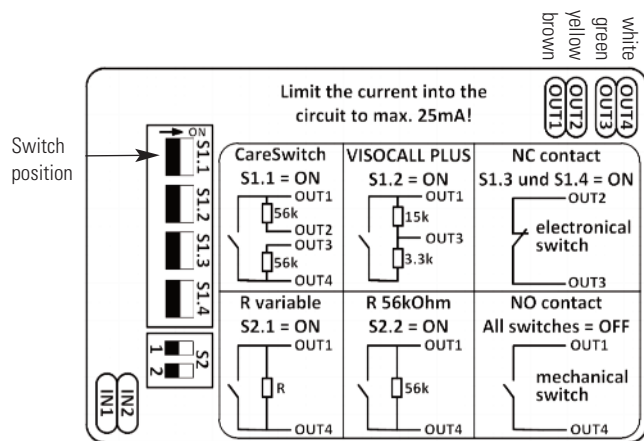 brown
yellow
green
white
OUT1
OUT2
OUT3
OUT4
Limit the current into the
circuit to max. 25mA!
Switch
position
ON
S1.1
S1.2
S1.3
S1.4
CareSwitch
S1.1 = ON
OUT1
56k
OUT2
OUT3
56k
OUT4
VISOCALL PLUS
S1.2 = ON
OUT1
15k
OUT3
3.3k
OUT4
NC contact
S1.3 und S1.4 = ON
OUT2
electronical
switch
OUT3
S2
1
2
IN1
IN2
R variable
S2.1 = ON
OUT1
R
OUT4
R 56kOhm
S2.2 = ON
OUT1
56k
OUT4
NO contact
All switches = OFF
OUT1
mechanical
switch
OUT4